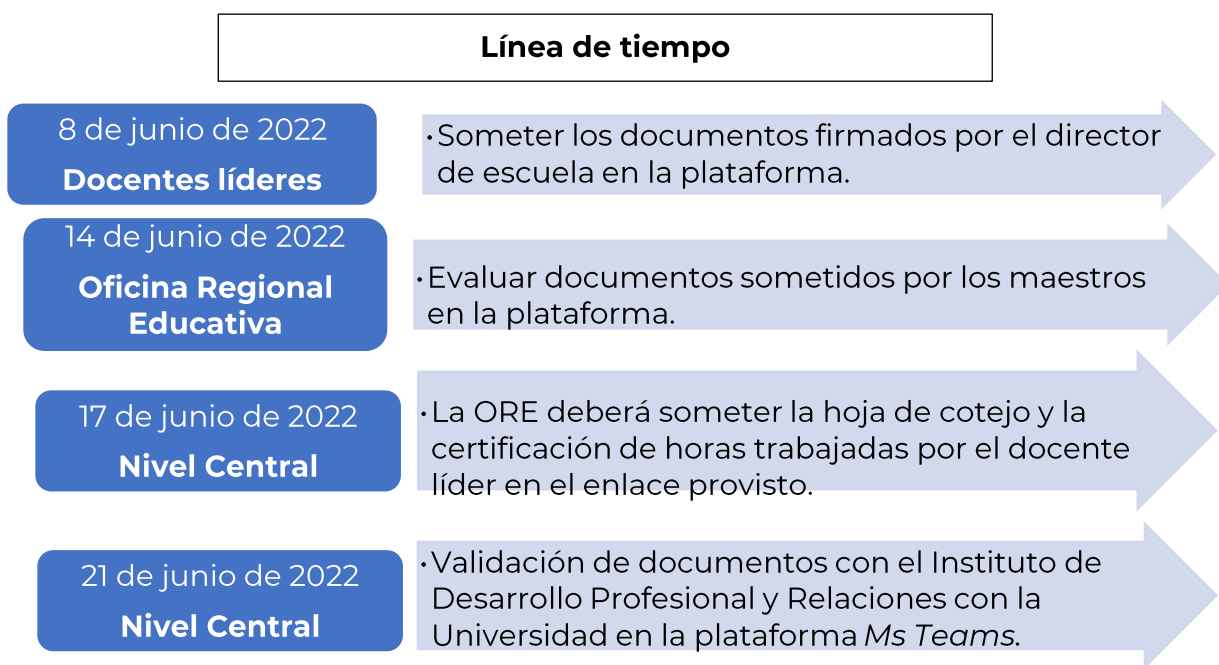 Línea de tiempo
8 de junio de 2022
Docentes líderes
· Someter los documentos firmados por el director
de escuela en la plataforma.
14 de junio de 2022
Oficina Regional
Educativa
· Evaluar documentos sometidos por los maestros
en la plataforma.
17 de junio de 2022
Nivel Central
· La ORE deberá someter la hoja de cotejo y la
certificación de horas trabajadas por el docente
líder en el enlace provisto.
21 de junio de 2022
Nivel Central
· Validación de documentos con el Instituto de
Desarrollo Profesional y Relaciones con la
Universidad en la plataforma Ms Teams.